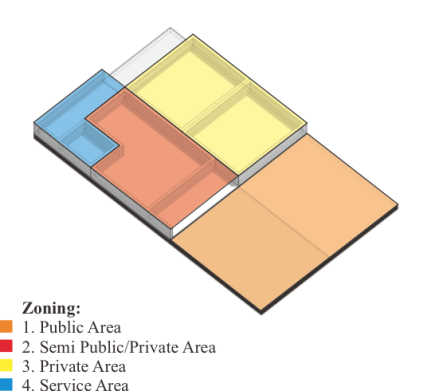 Zoning:
1. Public Area
2. Semi Public/Private Area
3. Private Area
4. Service Area